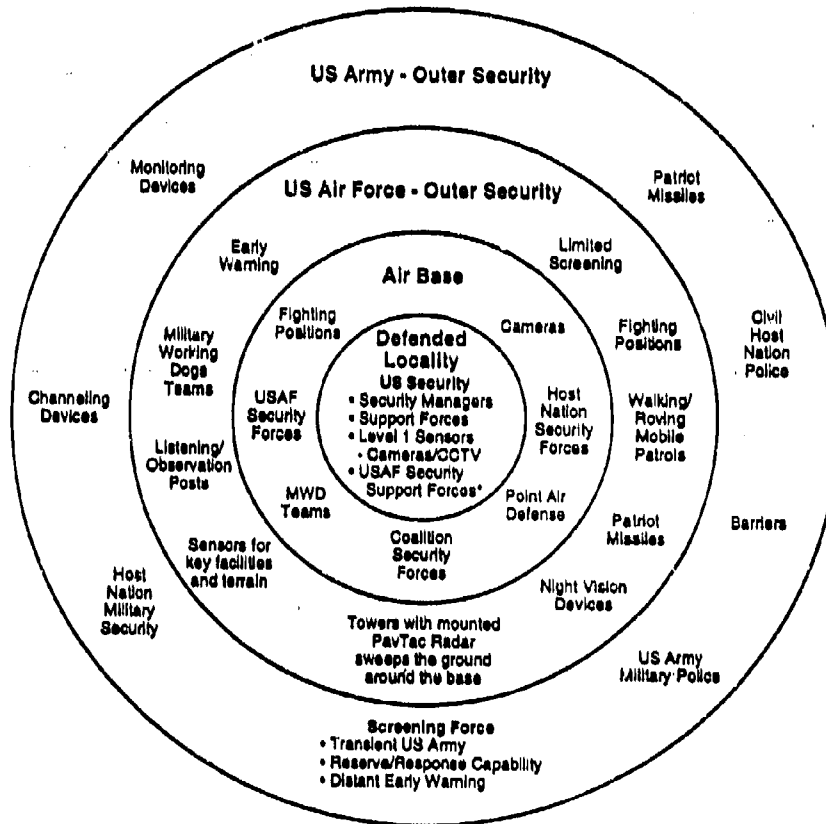 US Army - Outer Security
Monitoring
Devices
Patriot
Missiles
US Air Force - Outer Security
Early
Warning
Limited
Screening
Air Base
Fighting
Positions
Cameras
Military
Working
Dogs
Teams
Fighting
Positions
Civil
Host
Nation
Police
Defended
Locality
US Security
• Security Managers
• Support Forces
• Level 1 Sensors
- Cameras/CCTV
• USAF Security
Support Forces*
Channeling
Devices
USAF
Security
Forces
Host
Nation
Security
Forces
Walking/
Roving
Mobile
Patrols
Listening/
Observation
Posts
MWD
Teams
Point Air
Defense
Patriot
Missiles
Barriers
Sensors for
key facilities
and terrain
Coalition
Security
Forces
Night Vision
Devices
Host
Nation
Military
Security
Towers with mounted
PavTac Radar
sweeps the ground
around the base
US Army
Military Police
Screening Force
• Transient US Army
• Reserve/Response Capability
• Distant Early Warning